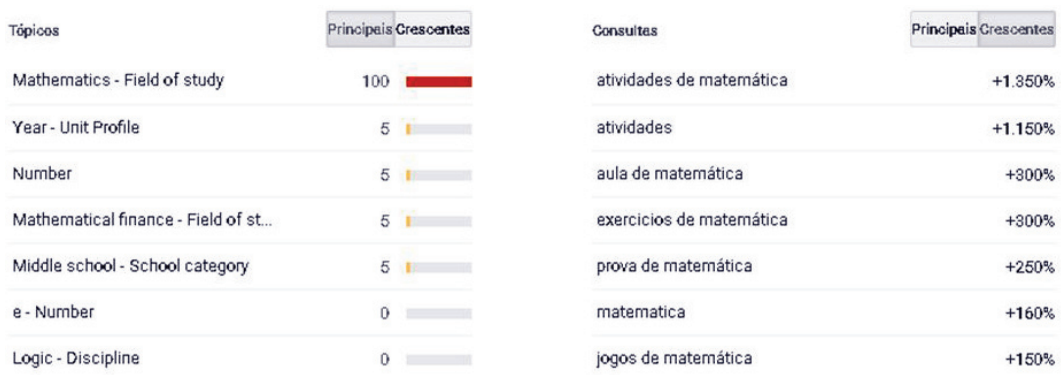 Tópicos
Principais Crescentes
Mathematics - Field of study 100
Year - Unit Profile 5
Number 5
Mathematical finance - Field of st... 5
Middle school - School category 5
e - Number 0
Logic - Discipline 0
Consultas
Principais Crescentes
atividades de matemática +1.350%
atividades +1.150%
aula de matemática +300%
exercicios de matemática +300%
prova de matemática +250%
matematica +160%
jogos de matemática +150%